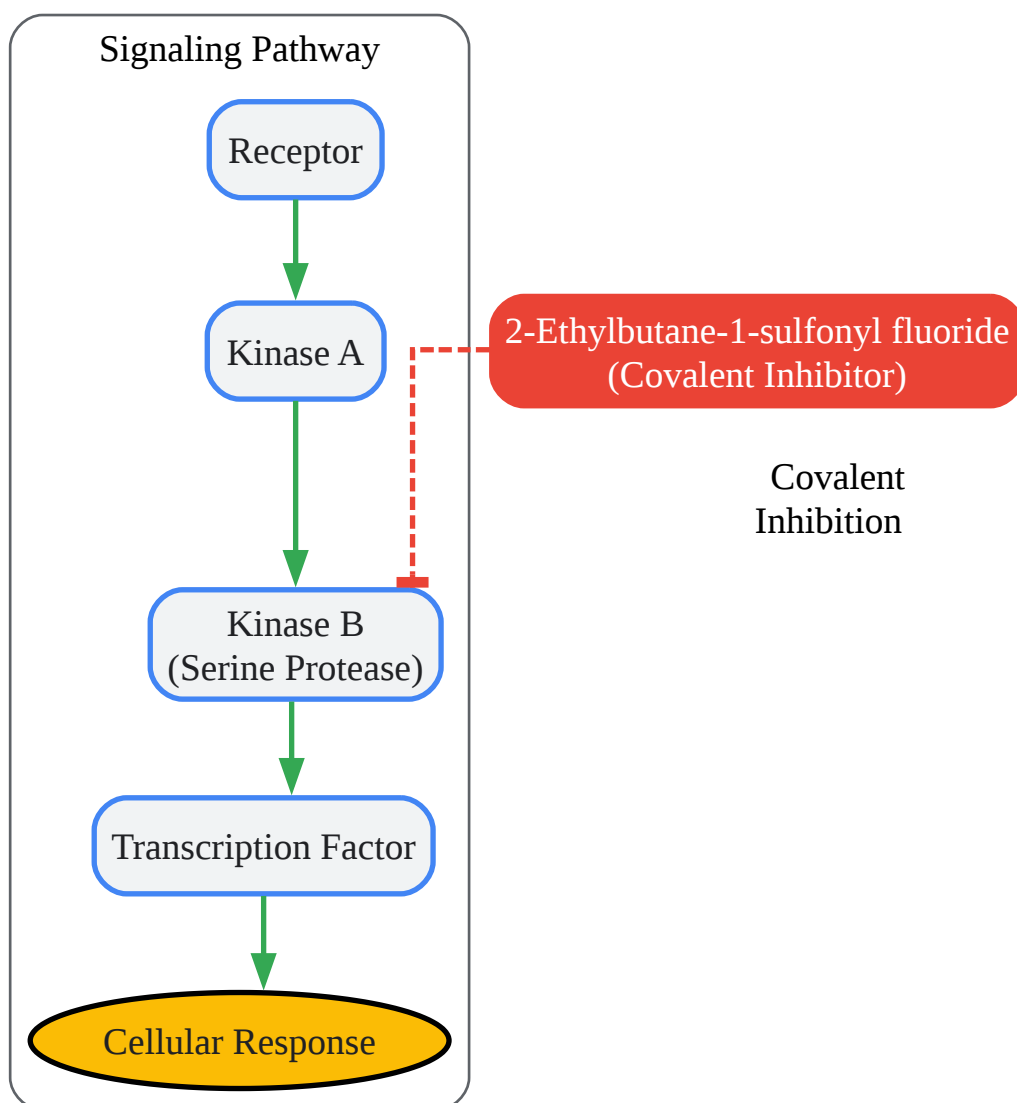 Signaling Pathway
Receptor
Kinase A
2-Ethylbutane-1-sulfonyl fluoride
(Covalent Inhibitor)
Covalent
Inhibition
Kinase B
(Serine Protease)
Transcription Factor
Cellular Response